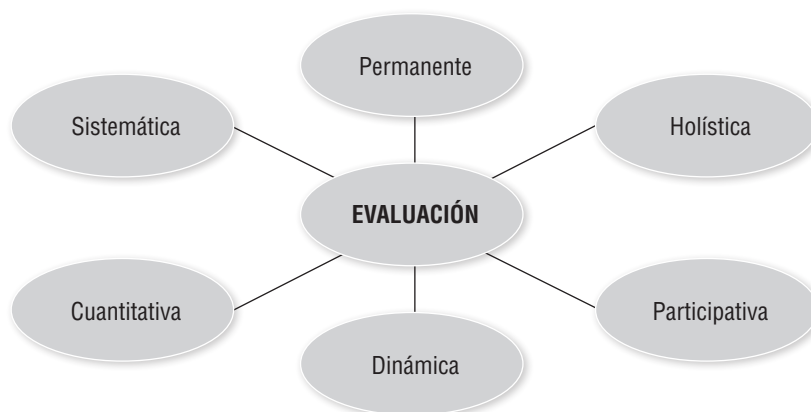 Permanente
Sistemática
Holística
EVALUACIÓN
Cuantitativa
Participativa
Dinámica